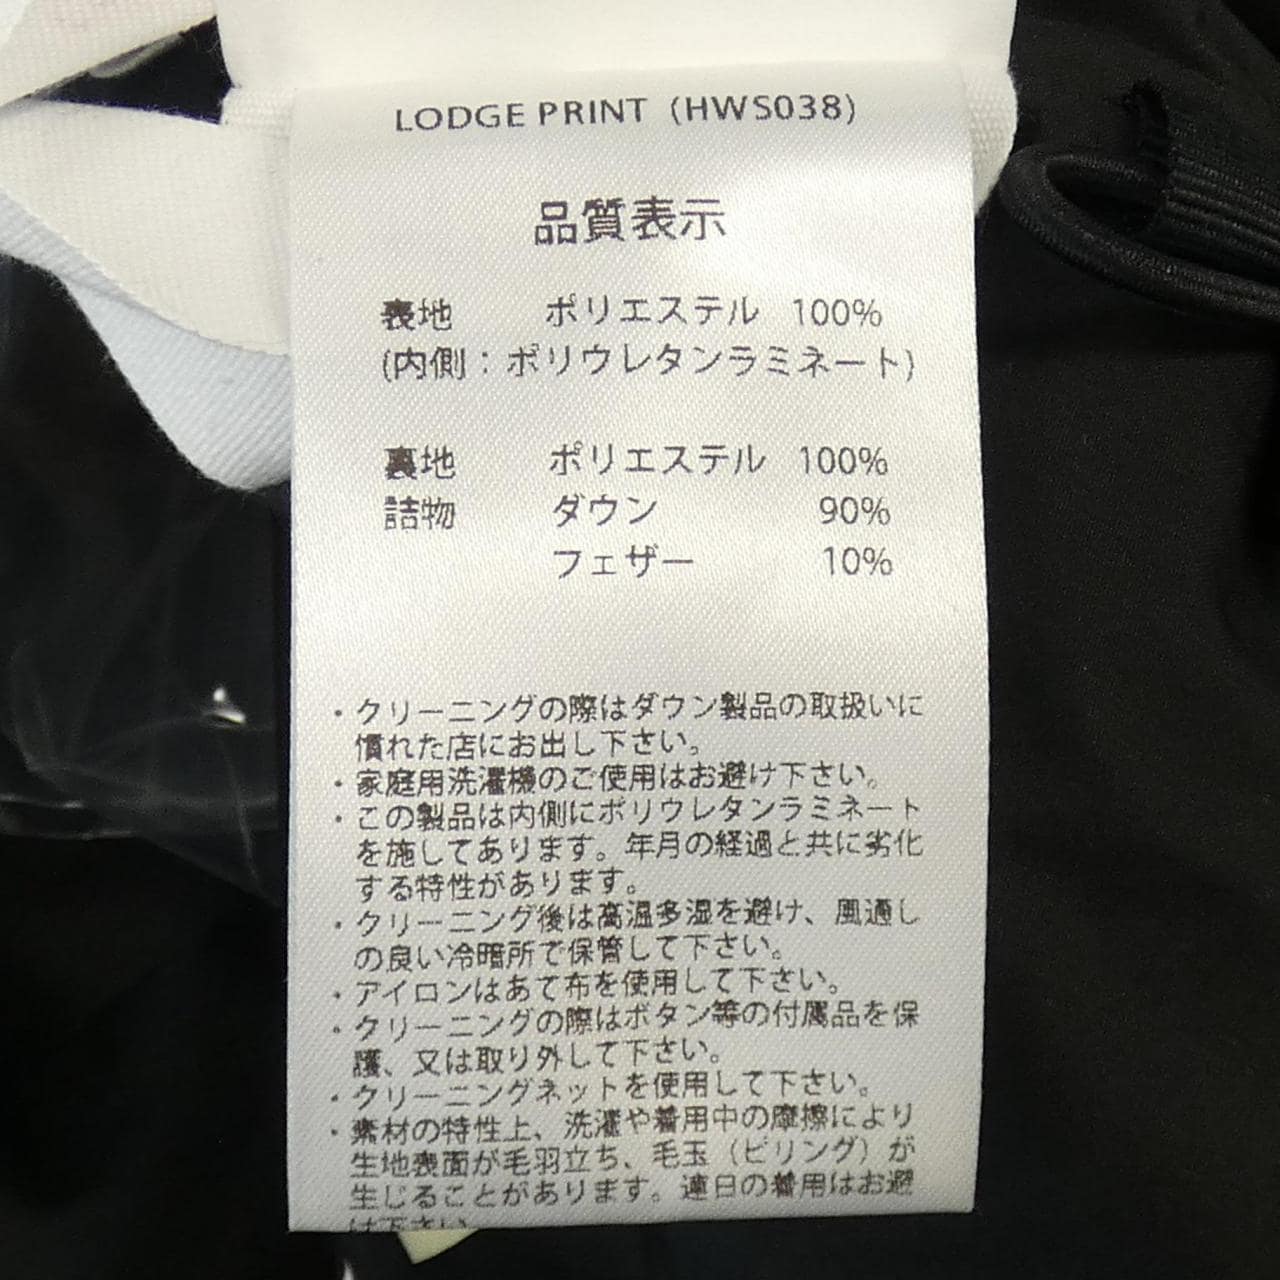 LODGE PRINT (HWS038)
品質表示
表地 ポリエステル 100%
(内側：ポリウレタンラミネート)
裏地 ポリエステル 100%
詰物 ダウン 90%
フェザー 10%
・クリーニングの際はダウン製品の取扱いに
慣れた店にお出し下さい。
・家庭用洗濯機のご使用はお避け下さい。
・この製品は内側にポリウレタンラミネート
を施してあります。年月の経過と共に劣化
する特性があります。
・クリーニング後は高温多湿を避け、風通し
の良い冷暗所で保管して下さい。
・アイロンはあて布を使用して下さい。
・クリーニングの際はボタン等の付属品を保
護、又は取り外して下さい。
・クリーニングネットを使用して下さい。
・素材の特性上、洗濯や着用中の摩擦により
生地表面が毛羽立ち、毛玉（ピリング）が
生じることがあります。連日の着用はお避
け下さい。